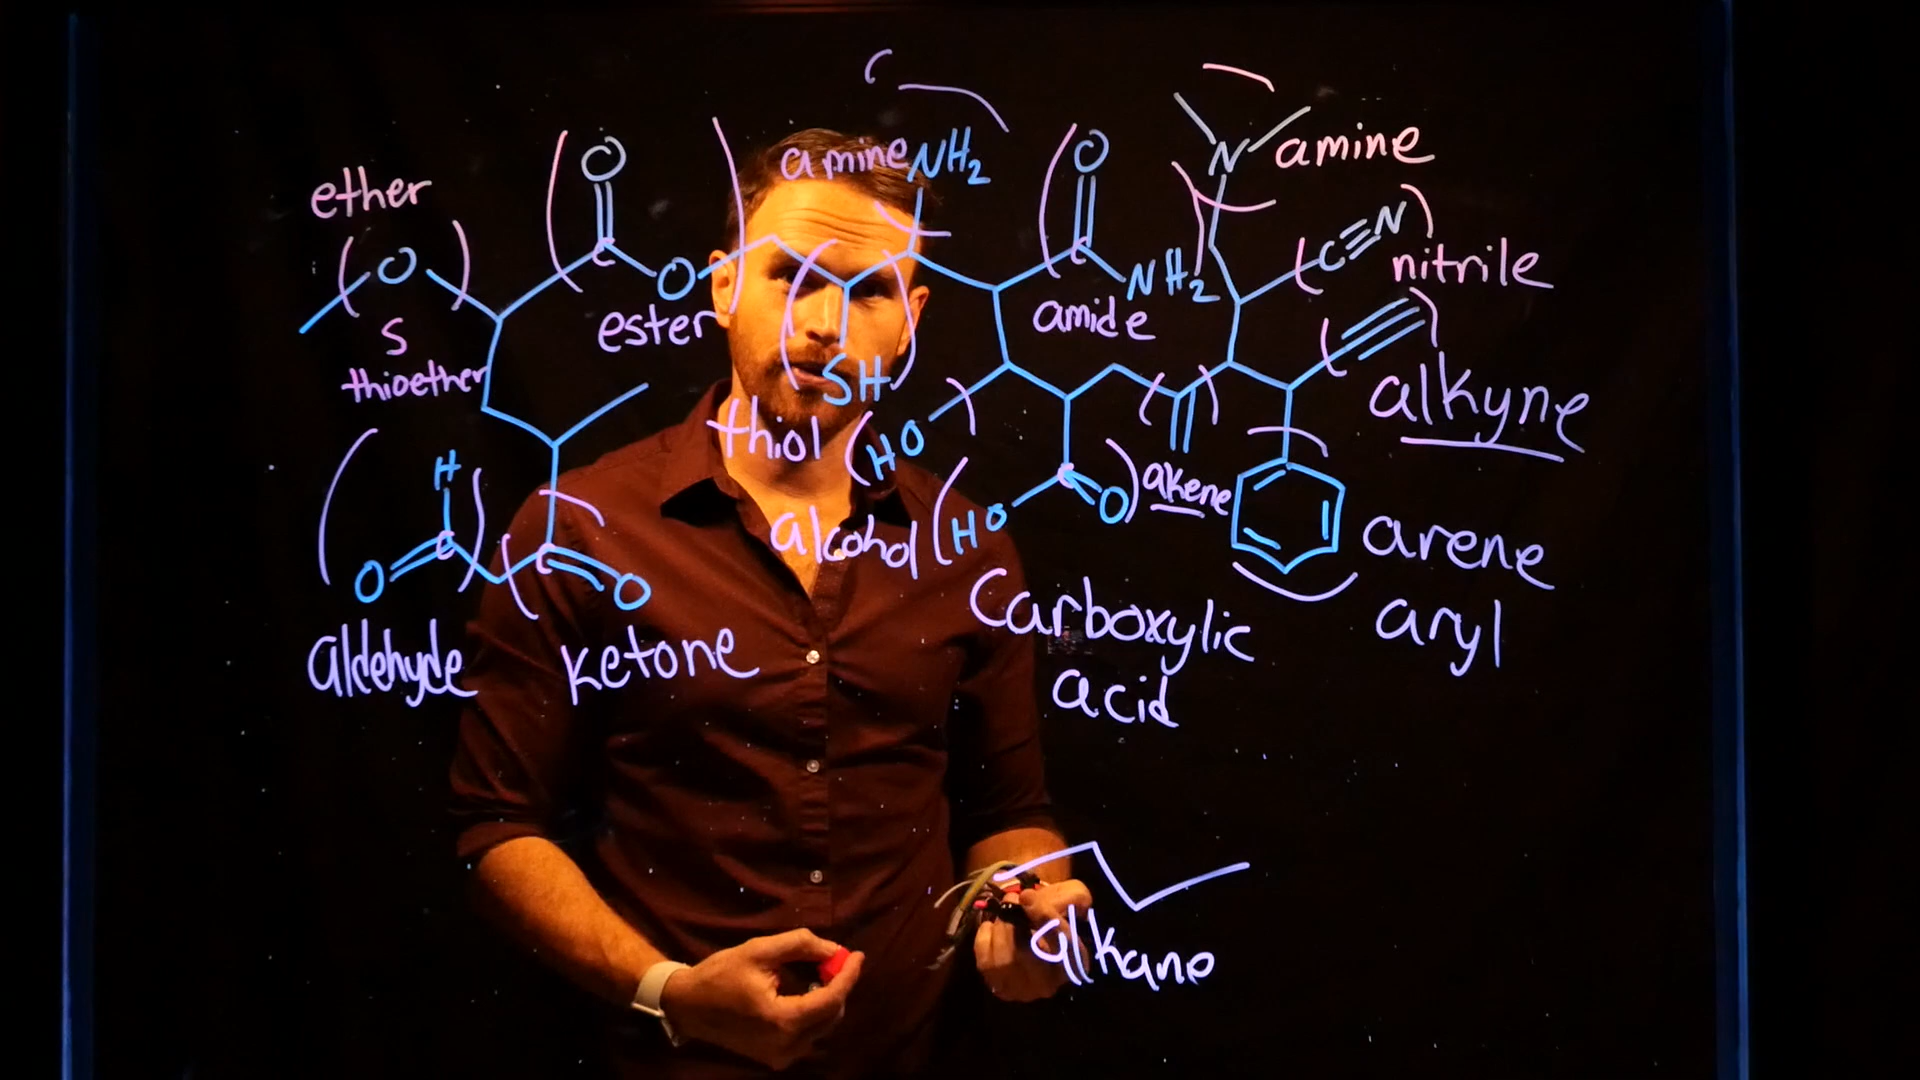 ether
O
S
thioether
O
C
O
ester
amine NH₂
SH
thiol
HO
alcohol
O
C
NH₂
amide
N amine
C≡N
nitrile
alkyne
akene
arene
aryl
H
C
O
aldehyde
C
O
ketone
C
O
HO
Carboxylic
acid
alkane